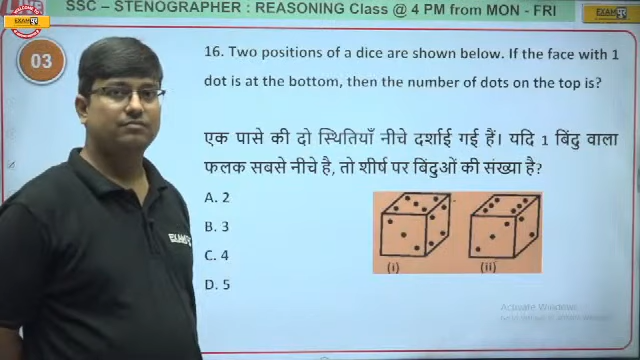 SSC – STENOGRAPHER : REASONING Class @ 4 PM from MON - FRI
EXAMपुर
03
16. Two positions of a dice are shown below. If the face with 1
dot is at the bottom, then the number of dots on the top is?
एक पासे की दो स्थितियाँ नीचे दर्शाई गई हैं। यदि 1 बिंदु वाला
फलक सबसे नीचे है, तो शीर्ष पर बिंदुओं की संख्या है?
A. 2
B. 3
C. 4
D. 5
(i)
(ii)
EXAMपुर
Activate Windows